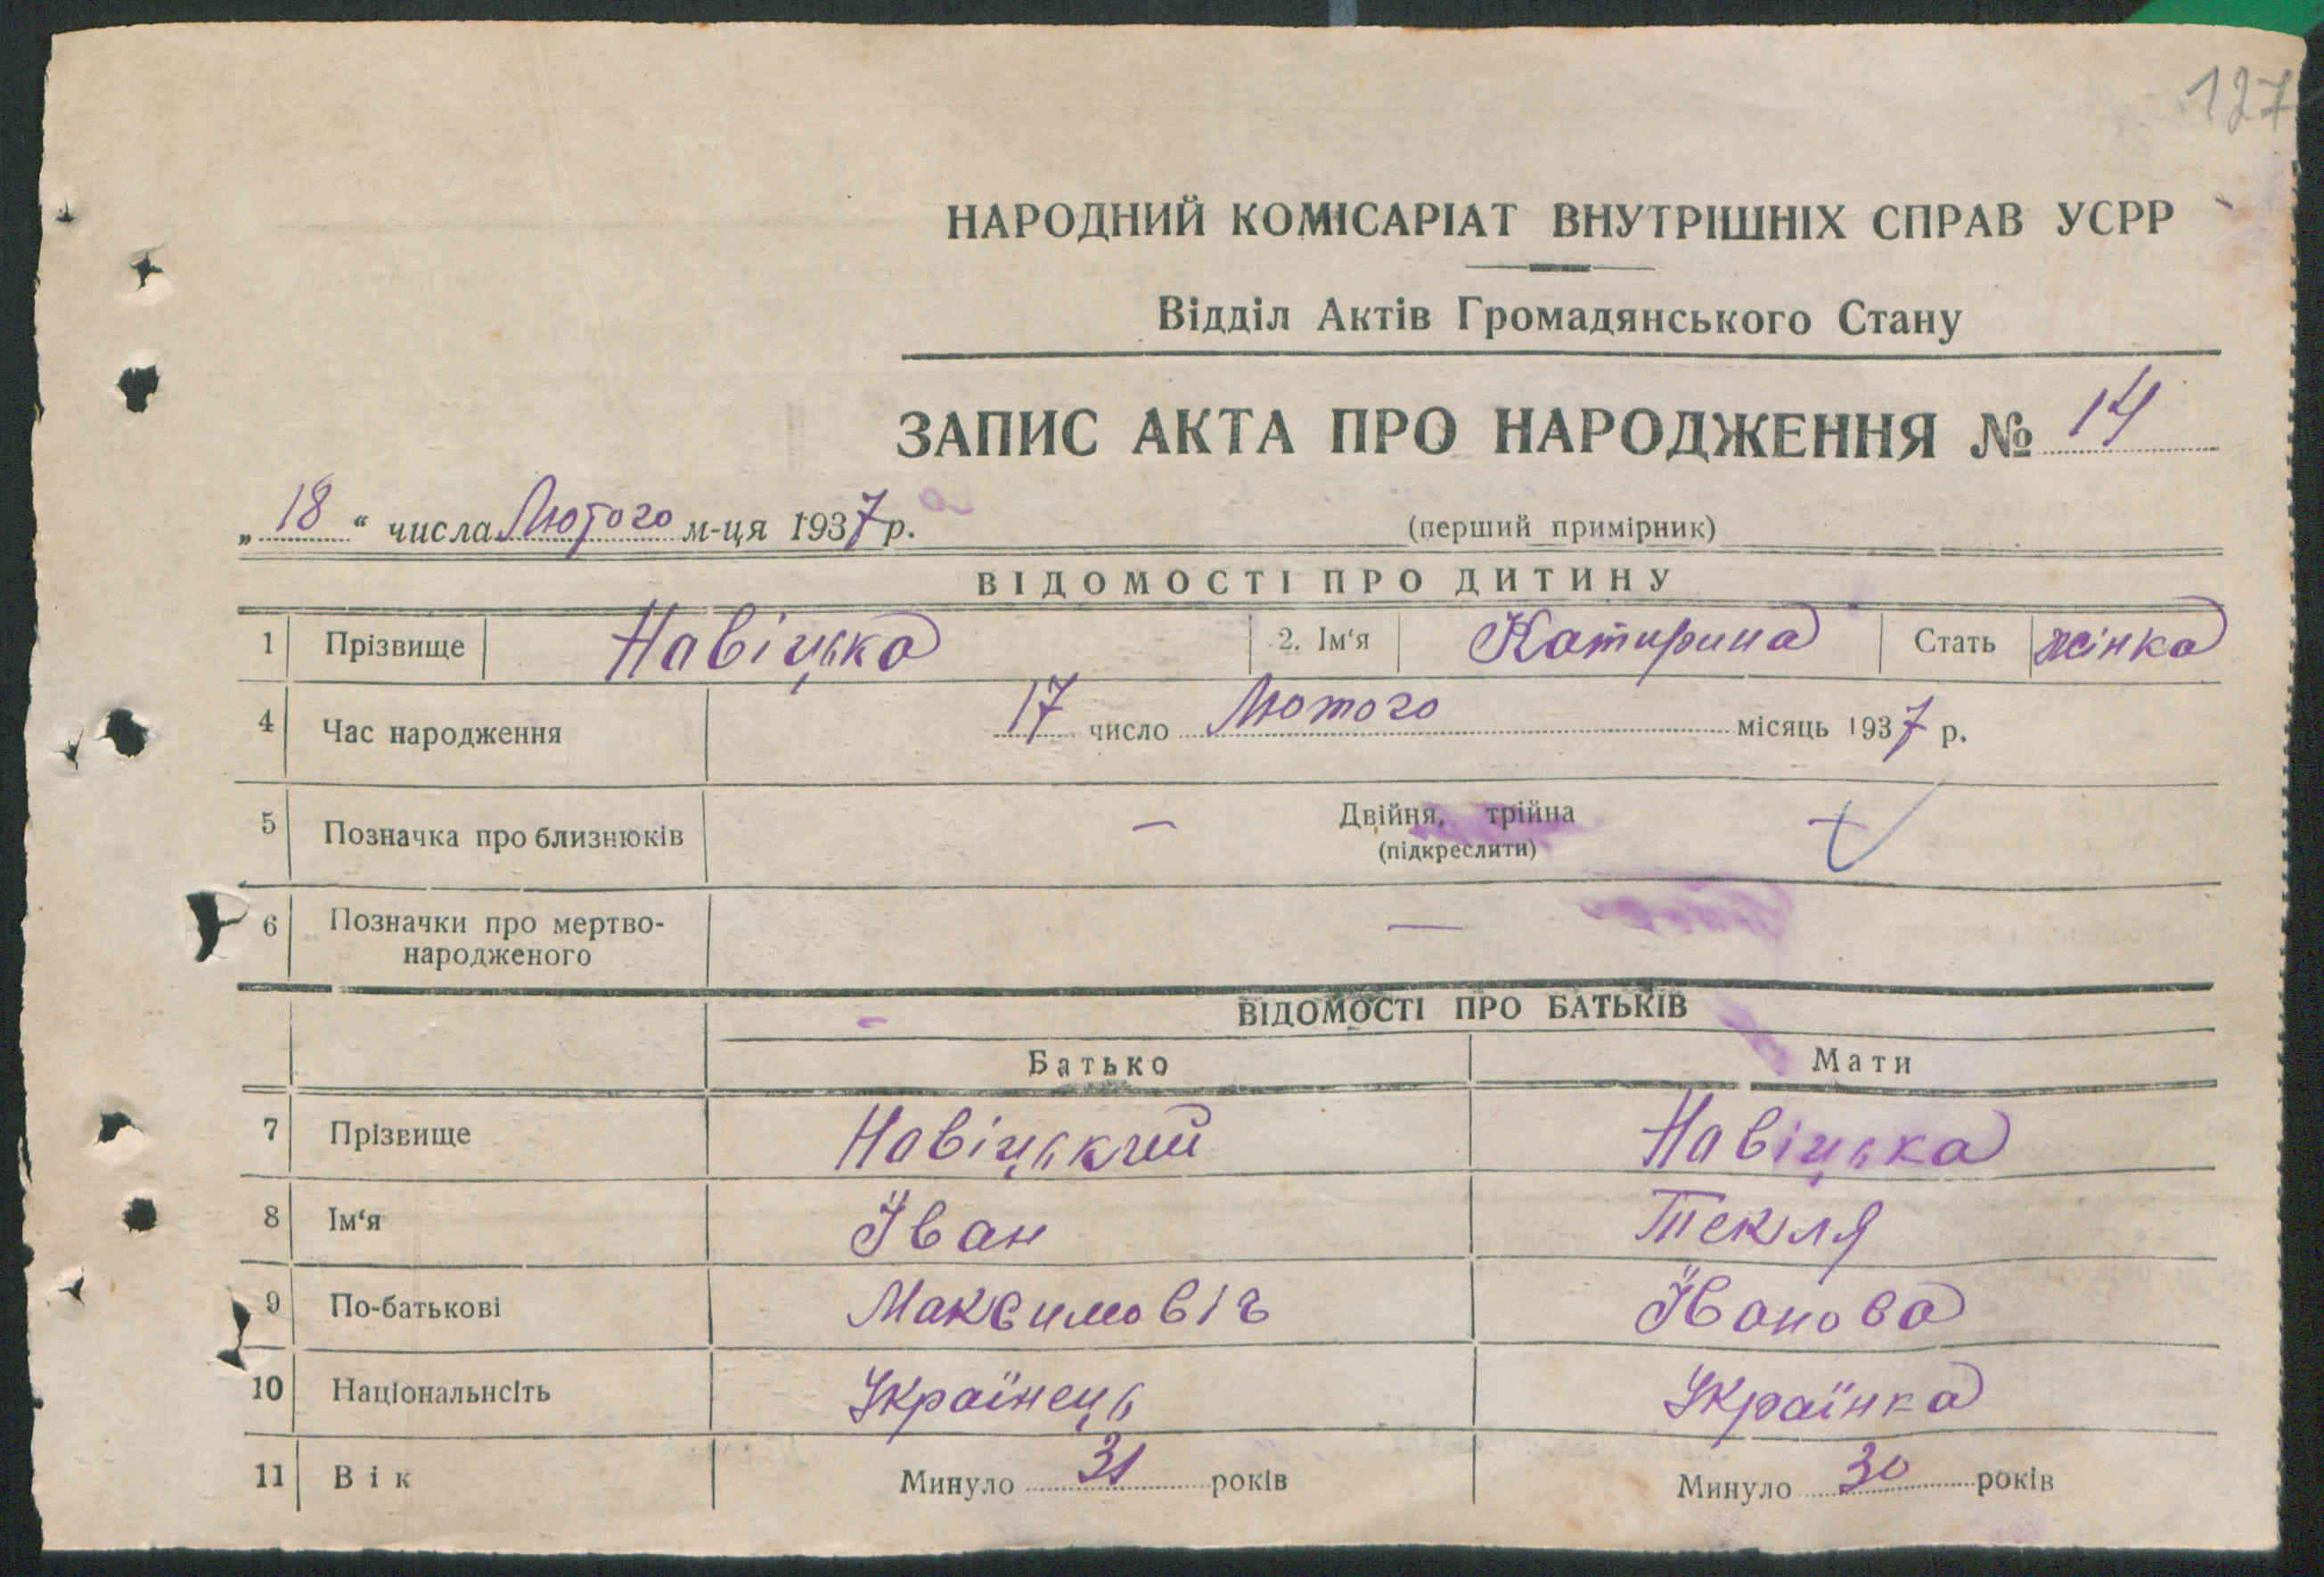 127
НАРОДНИЙ КОМІСАРІАТ ВНУТРІШНІХ СПРАВ УСРР
Відділ Актів Громадянського Стану
ЗАПИС АКТА ПРО НАРОДЖЕННЯ № 14
„18“ числа Лютого м-ця 1937 р.
(перший примірник)
ВІДОМОСТІ ПРО ДИТИНУ
1 Прізвище Навіцька 2. Ім‘я Катирина Стать жінка
4 Час народження 17 число Лютого місяць 1937 р.
5 Позначка про близнюків — Двійня, трійна
(підкреслити)
6 Позначки про мертво-
народженого —
ВІДОМОСТІ ПРО БАТЬКІВ
Батько Мати
7 Прізвище Навіцький Навіцька
8 Ім‘я Іван Текля
9 По-батькові Максимовіч Іванова
10 Національнсіть Українець Українка
11 Вік Минуло 31 років Минуло 30 років